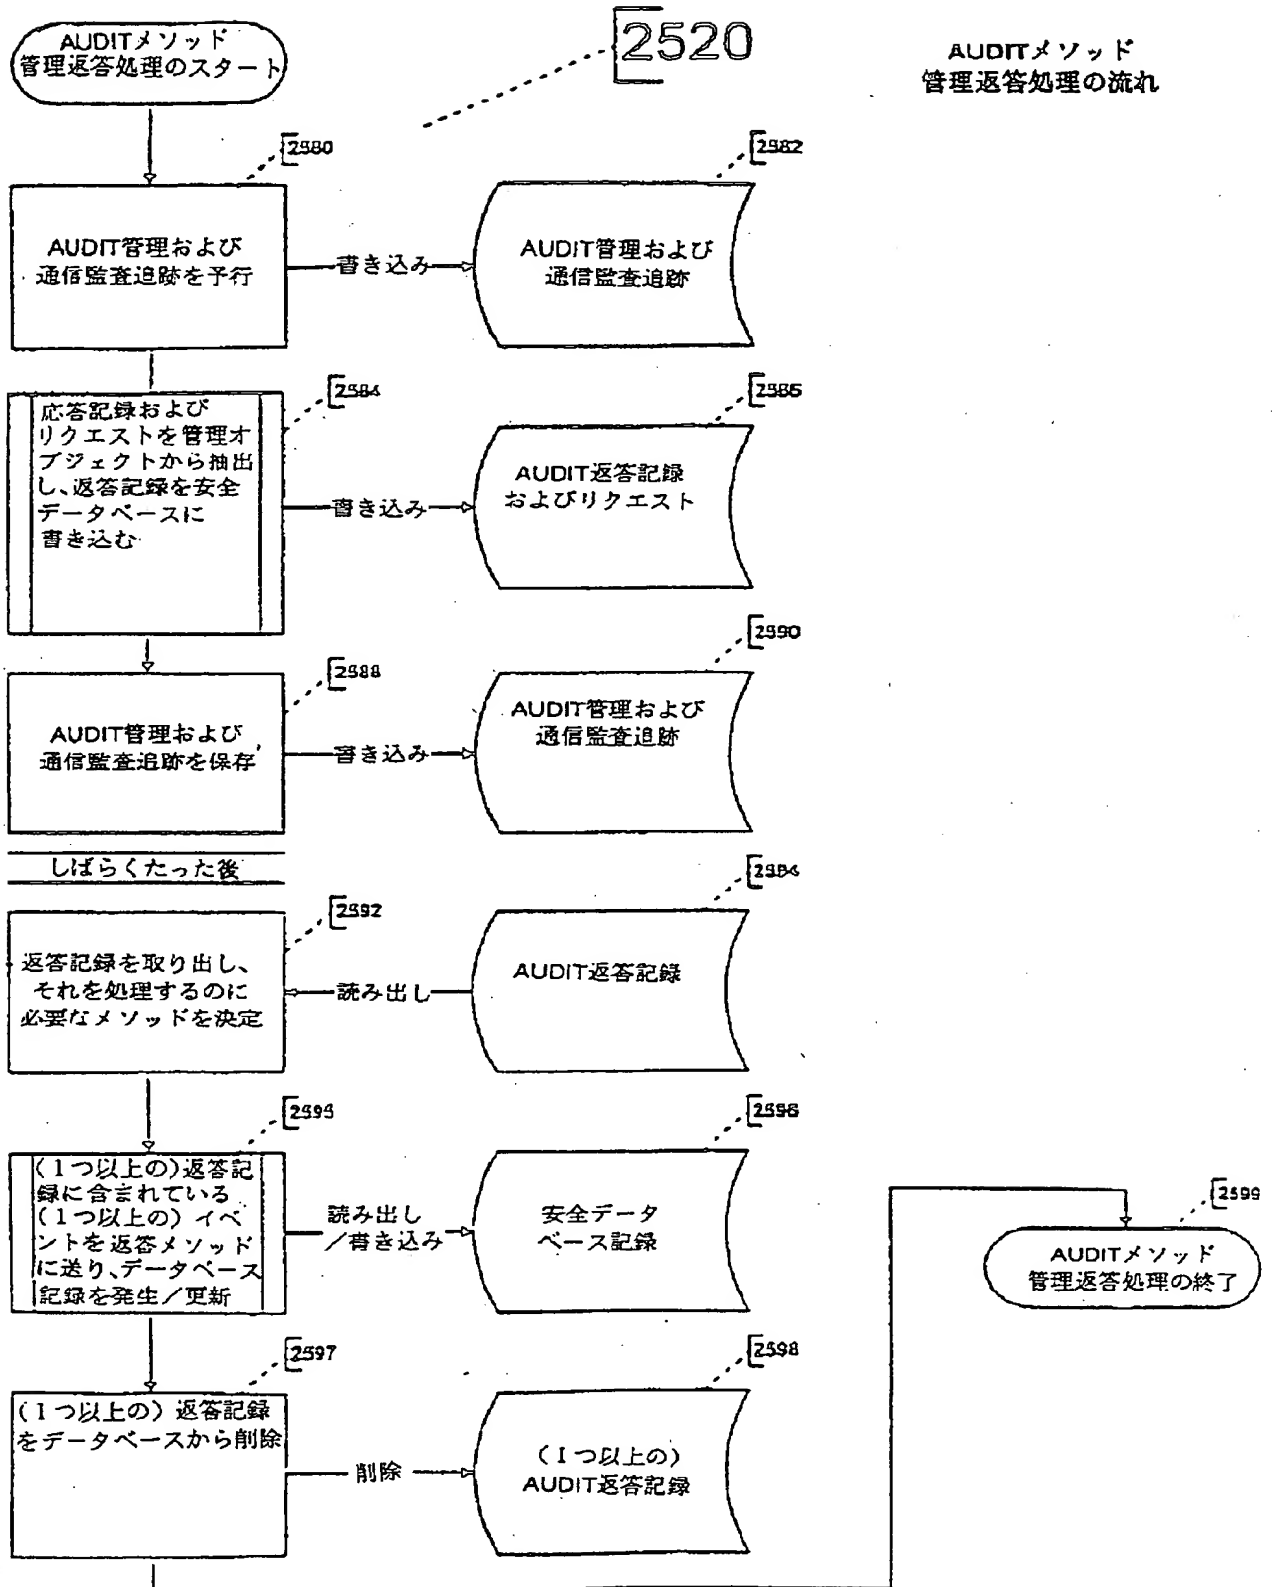 AUDITメソッド
管理返答処理のスタート
2520
AUDITメソッド
管理返答処理の流れ
2580
2582
AUDIT管理および
通信監査追跡を予行
書き込み
AUDIT管理および
通信監査追跡
2584
2586
応答記録および
リクエストを管理オ
ブジェクトから抽出
し、返答記録を安全
データベースに
書き込む
書き込み
AUDIT返答記録
およびリクエスト
2588
2590
AUDIT管理および
通信監査追跡を保存
書き込み
AUDIT管理および
通信監査追跡
しばらくたった後
2592
2594
返答記録を取り出し、
それを処理するのに
必要なメソッドを決定
読み出し
AUDIT返答記録
2595
2596
(1つ以上の)返答記
録に含まれている
(1つ以上の)イベ
ントを返答メソッド
に送り、データベース
記録を発生/更新
読み出し
/書き込み
安全データ
ベース記録
2599
AUDITメソッド
管理返答処理の終了
2597
2598
(1つ以上の)返答記録
をデータベースから削除
削除
(1つ以上の)
AUDIT返答記録